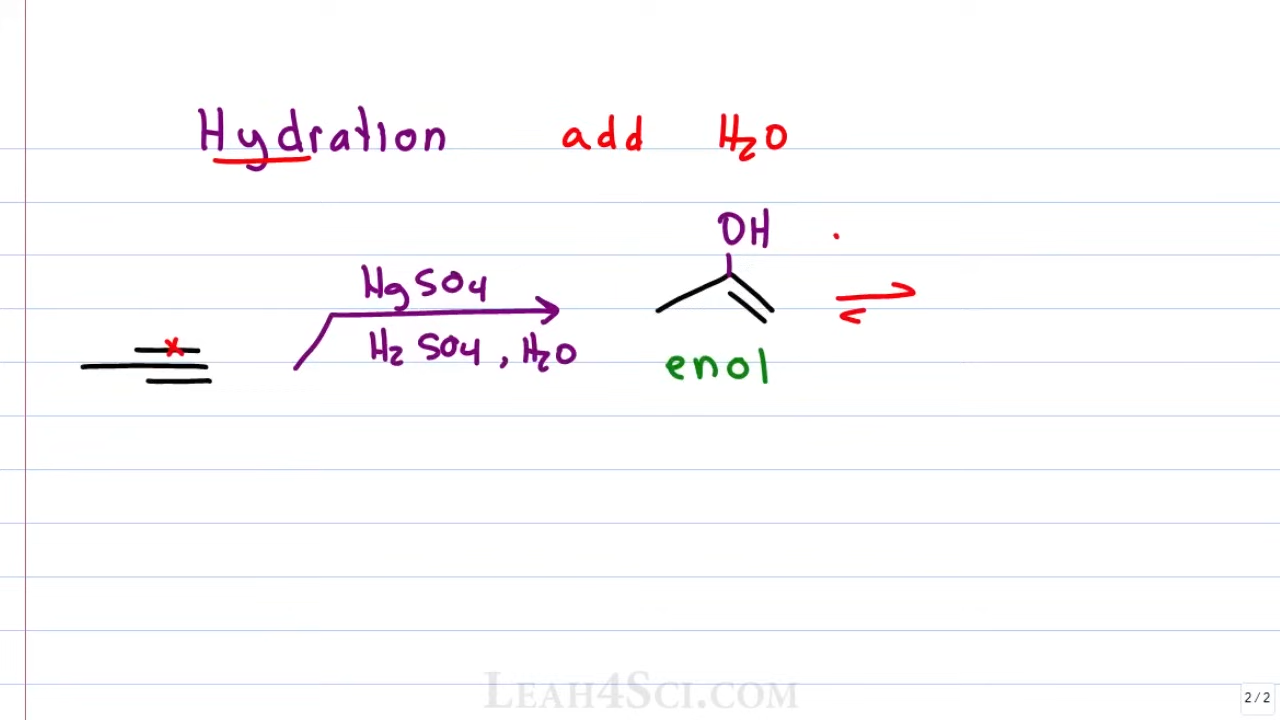 Hydration add H2O
OH
HgSO4
H2SO4, H2O
enol
LEAH4SCI.COM
2/2